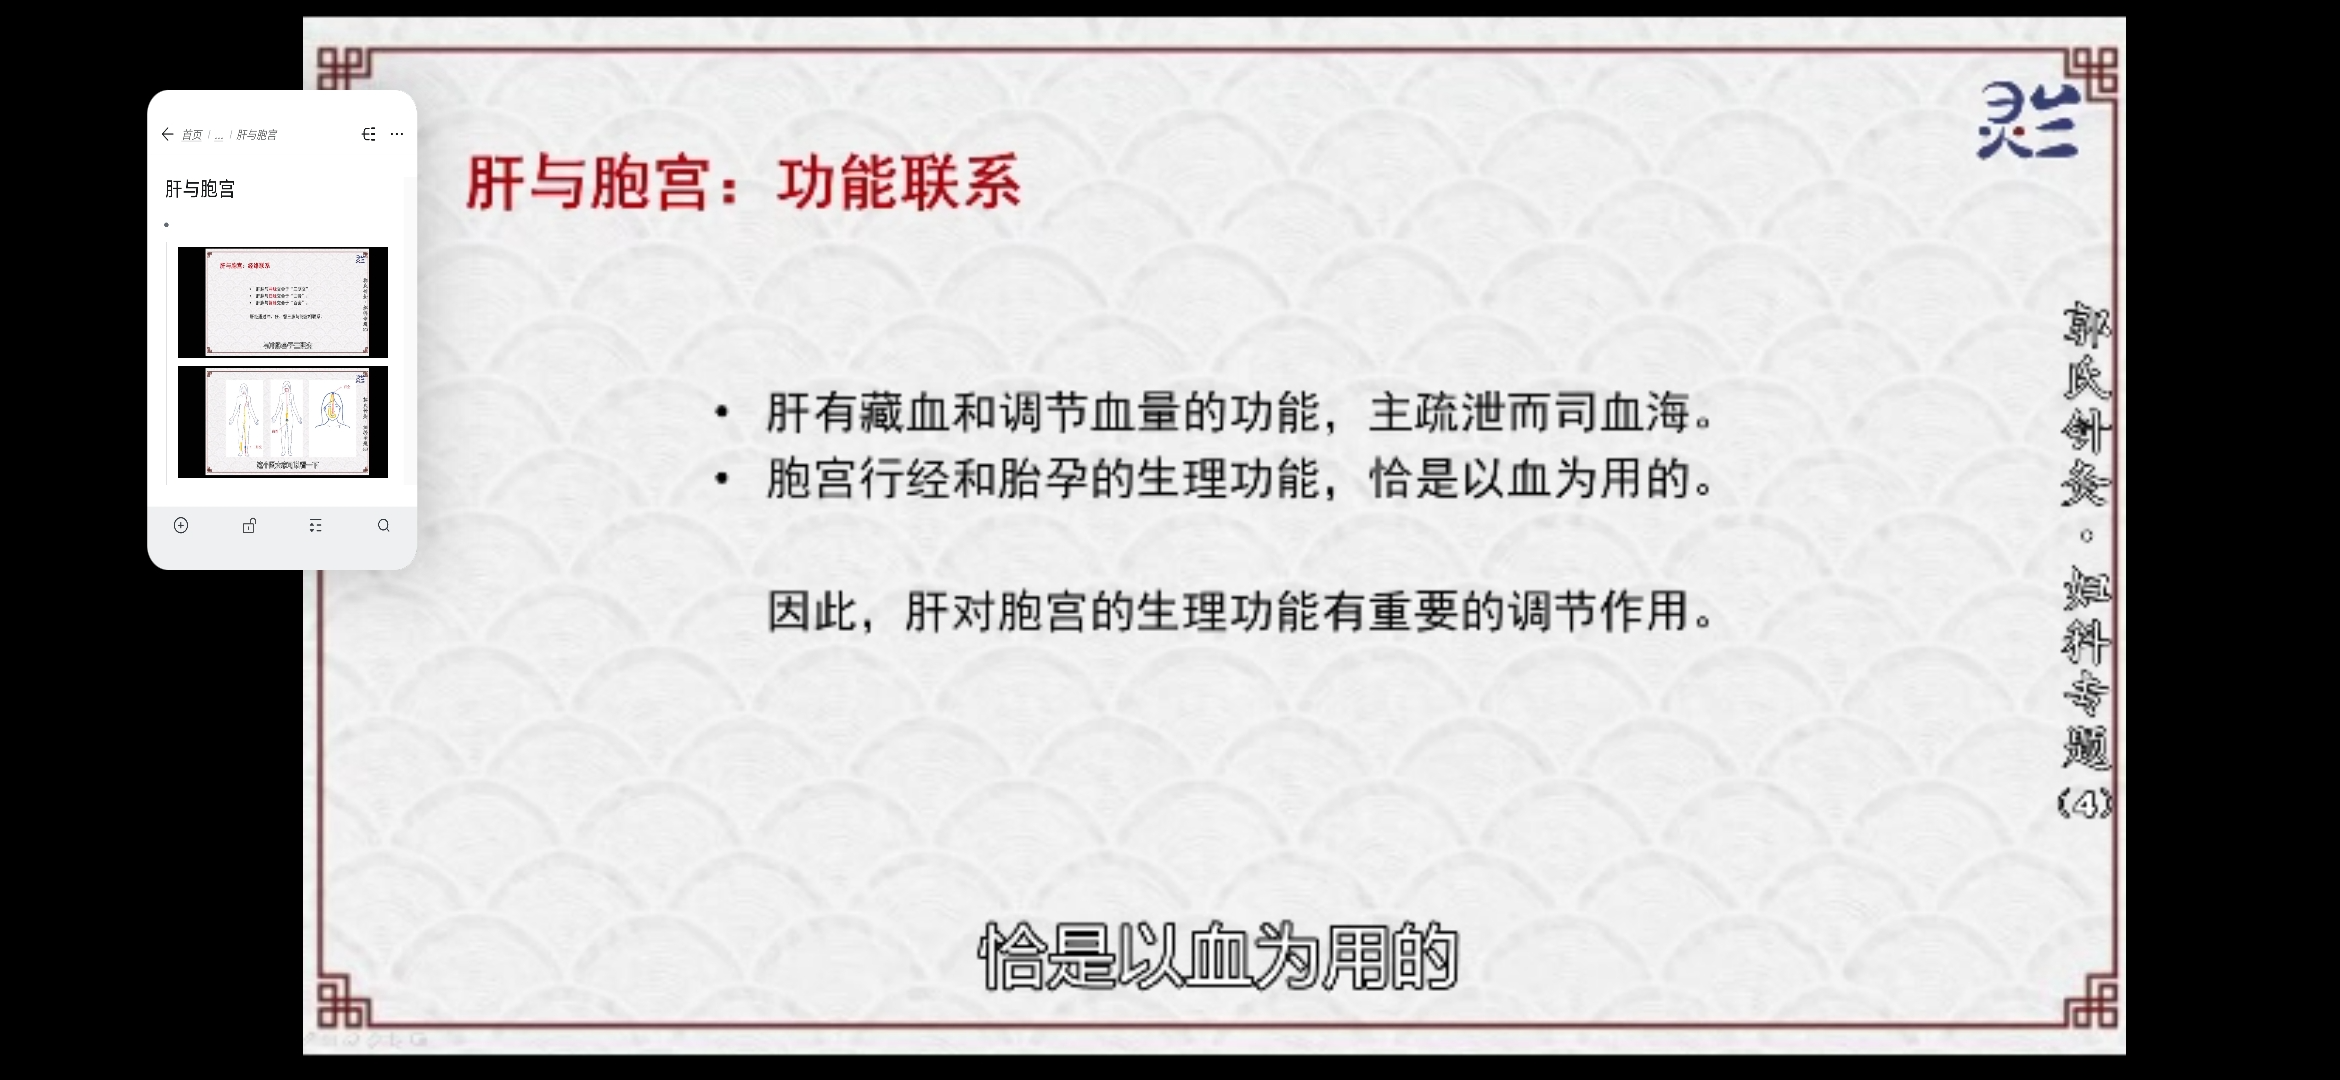 首页 / ... / 肝与胞宫
肝与胞宫
肝与胞宫：功能联系
• 肝有藏血和调节血量的功能，主疏泄而司血海。
• 胞宫行经和胎孕的生理功能，恰是以血为用的。
因此，肝对胞宫的生理功能有重要的调节作用。
恰是以血为用的
郭氏针灸·妇科专题(4)